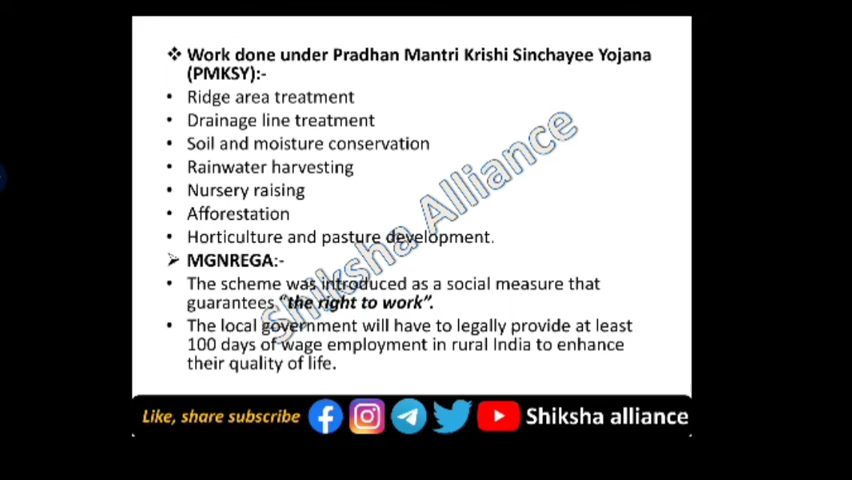 ❖ Work done under Pradhan Mantri Krishi Sinchayee Yojana
(PMKSY):-
• Ridge area treatment
• Drainage line treatment
• Soil and moisture conservation
• Rainwater harvesting
• Nursery raising
• Afforestation
• Horticulture and pasture development.
➢ MGNREGA:-
• The scheme was introduced as a social measure that
guarantees “the right to work”.
• The local government will have to legally provide at least
100 days of wage employment in rural India to enhance
their quality of life.
Shiksha Alliance
Like, share subscribe Shiksha alliance